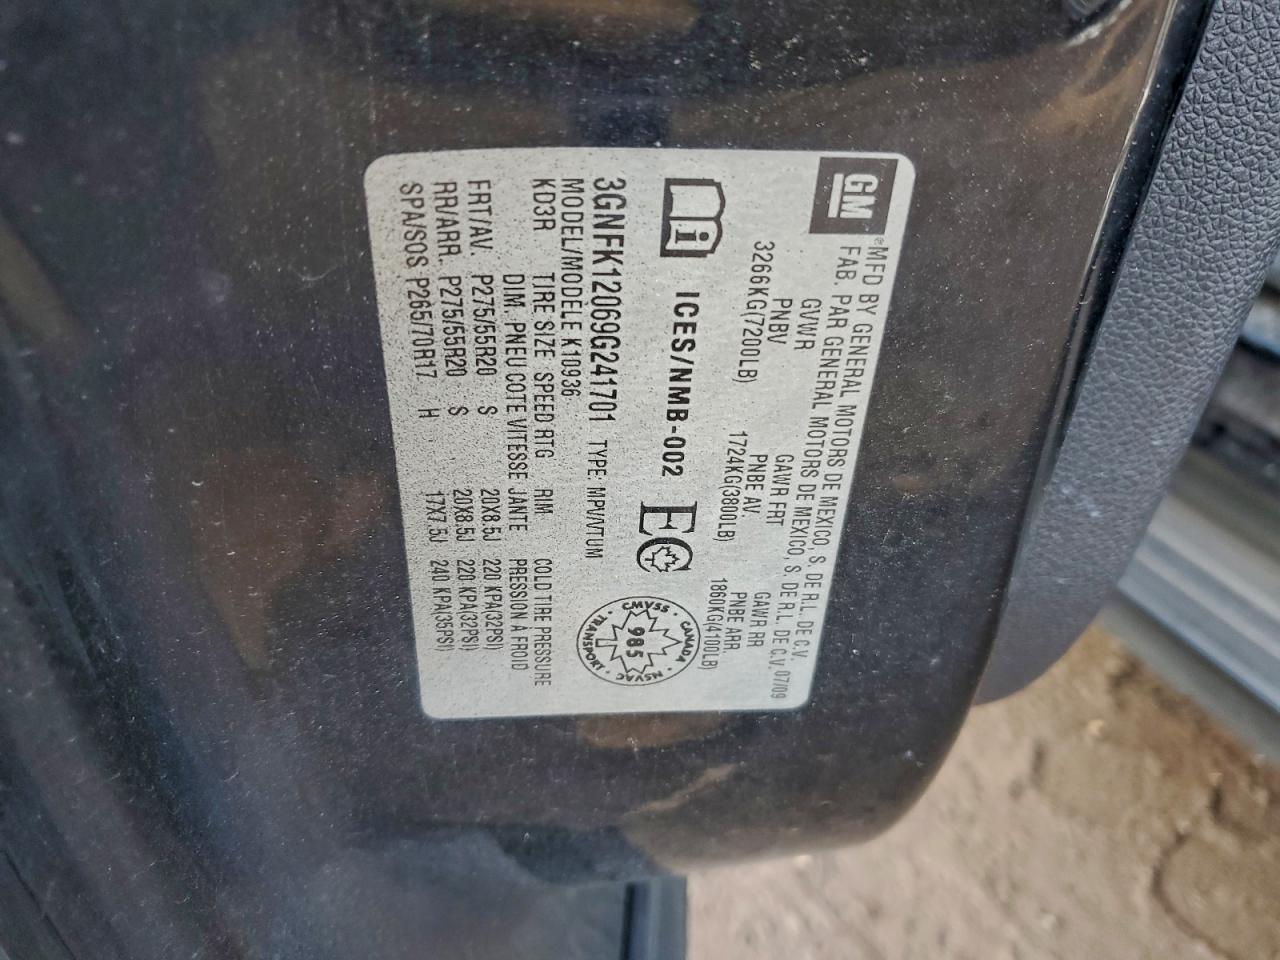 GM
® MFD BY GENERAL MOTORS DE MEXICO, S. DE R.L. DE C.V.
FAB. PAR GENERAL MOTORS DE MEXICO, S. DE R.L. DE C.V. 07/09
GVWR GAWR FRT GAWR RR
PNBV PNBE AV. PNBE ARR.
3266KG(7200LB) 1724KG(3800LB) 1860KG(4100LB)
i ICES/NMB-002 EC
CMVSS · CANADA · NSVAC · TRANSPORT ·
985
3GNFK12069G241701 TYPE: MPV/VTUM
MODEL/MODELE K10936
KD3R TIRE SIZE SPEED RTG RIM COLD TIRE PRESSURE
DIM. PNEU COTE VITESSE JANTE PRESSION À FROID
FRT/AV. P275/55R20 S 20X8.5J 220 KPA(32PSI)
RR/ARR. P275/55R20 S 20X8.5J 220 KPA(32PSI)
SPA/SOS P265/70R17 H 17X7.5J 240 KPA(35PSI)